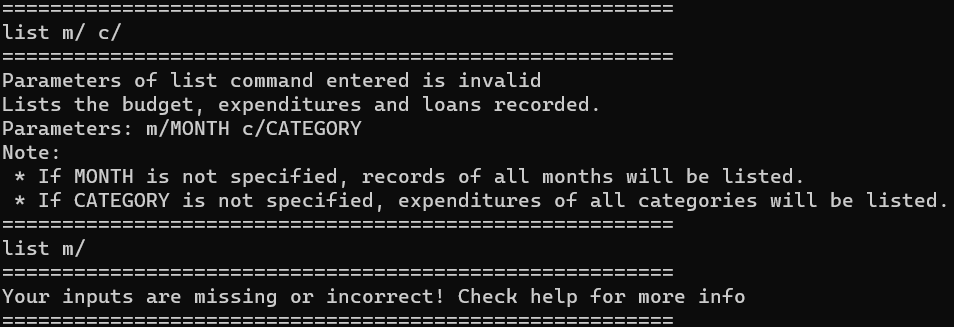 ========================================================
list m/ c/
========================================================
Parameters of list command entered is invalid
Lists the budget, expenditures and loans recorded.
Parameters: m/MONTH c/CATEGORY
Note:
 * If MONTH is not specified, records of all months will be listed.
 * If CATEGORY is not specified, expenditures of all categories will be listed.
========================================================
list m/
========================================================
Your inputs are missing or incorrect! Check help for more info
========================================================